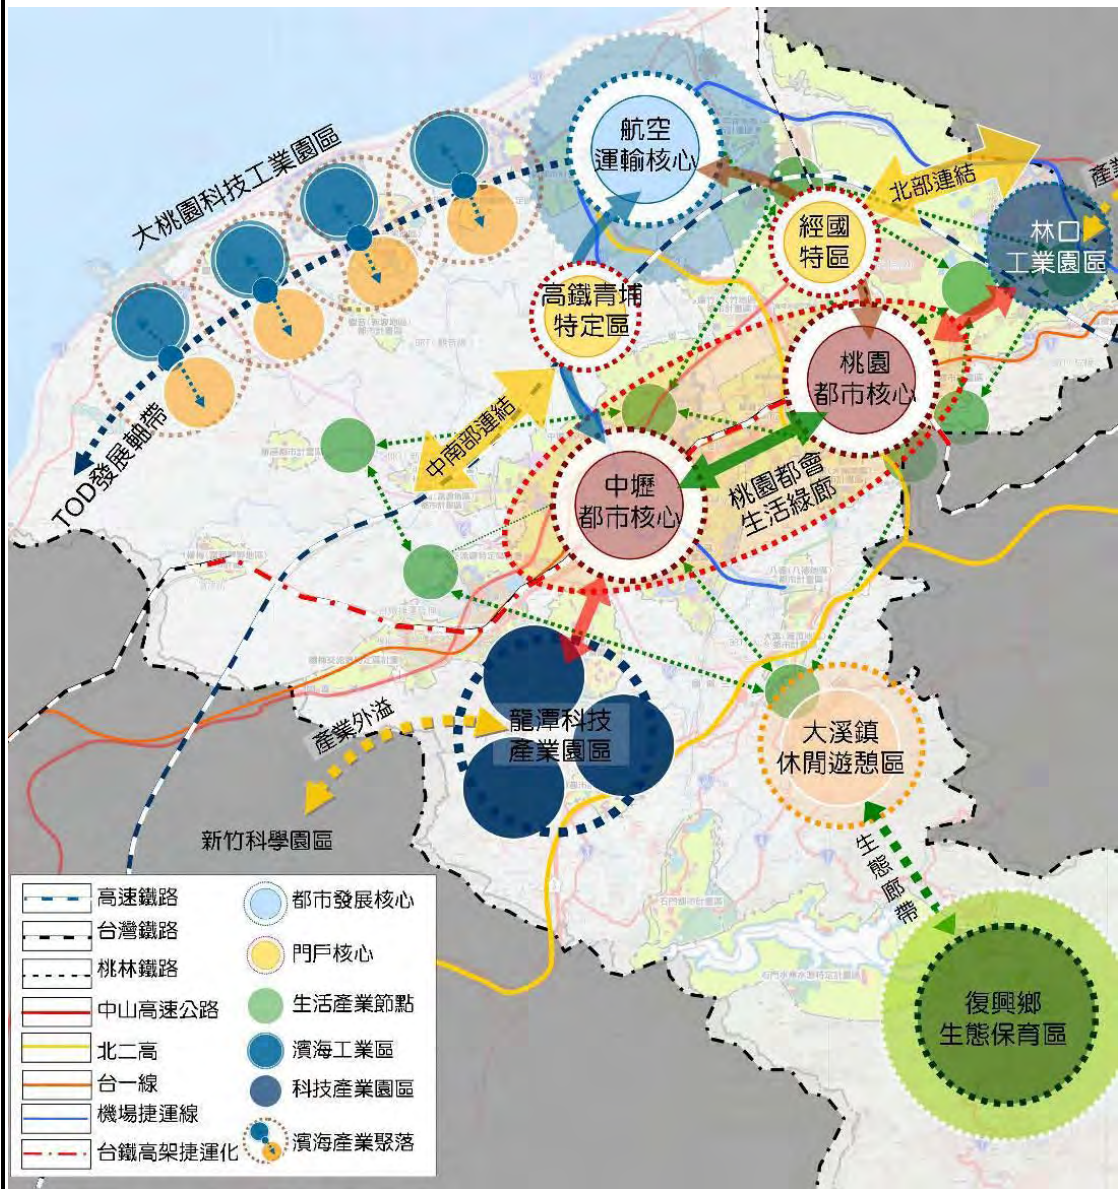 航空
運輸核心
大桃園科技工業園區
北部連結
產業
經國
特區
林口
工業園區
高鐵青埔
特定區
桃園
都市核心
中南部連結
TOD發展軸帶
中壢
都市核心
桃園都會
生活綠廊
龍潭科技
產業園區
產業外溢
大溪鎮
休閒遊憩區
新竹科學園區
生態廊帶
復興鄉
生態保育區
高速鐵路
台灣鐵路
桃林鐵路
中山高速公路
北二高
台一線
機場捷運線
台鐵高架捷運化
都市發展核心
門戶核心
生活產業節點
濱海工業區
科技產業園區
濱海產業聚落